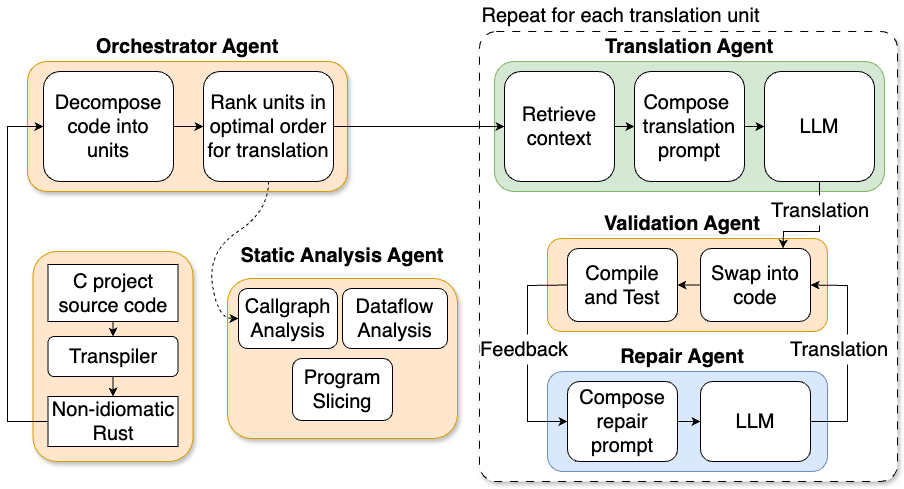 Repeat for each translation unit
Orchestrator Agent
Decompose
code into
units
Rank units in
optimal order
for translation
Translation Agent
Retrieve
context
Compose
translation
prompt
LLM
Translation
Validation Agent
Compile
and Test
Swap into
code
Feedback
Translation
Repair Agent
Compose
repair
prompt
LLM
Static Analysis Agent
Callgraph
Analysis
Dataflow
Analysis
Program
Slicing
C project
source code
Transpiler
Non-idiomatic
Rust